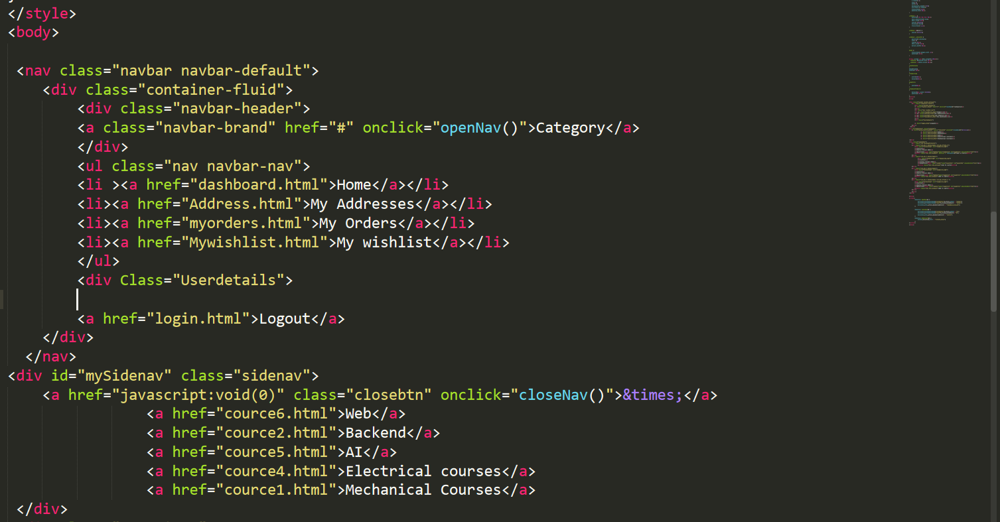 </style>
<body>
<nav class="navbar navbar-default">
<div class="container-fluid">
<div class="navbar-header">
<a class="navbar-brand" href="#" onclick="openNav()">Category</a>
</div>
<ul class="nav navbar-nav">
<li ><a href="dashboard.html">Home</a></li>
<li><a href="Address.html">My Addresses</a></li>
<li><a href="myorders.html">My Orders</a></li>
<li><a href="Mywishlist.html">My wishlist</a></li>
</ul>
<div Class="Userdetails">
<a href="login.html">Logout</a>
</div>
</nav>
<div id="mySidenav" class="sidenav">
<a href="javascript:void(0)" class="closebtn" onclick="closeNav()">&times;</a>
<a href="cource6.html">Web</a>
<a href="cource2.html">Backend</a>
<a href="cource5.html">AI</a>
<a href="cource4.html">Electrical courses</a>
<a href="cource1.html">Mechanical Courses</a>
</div>